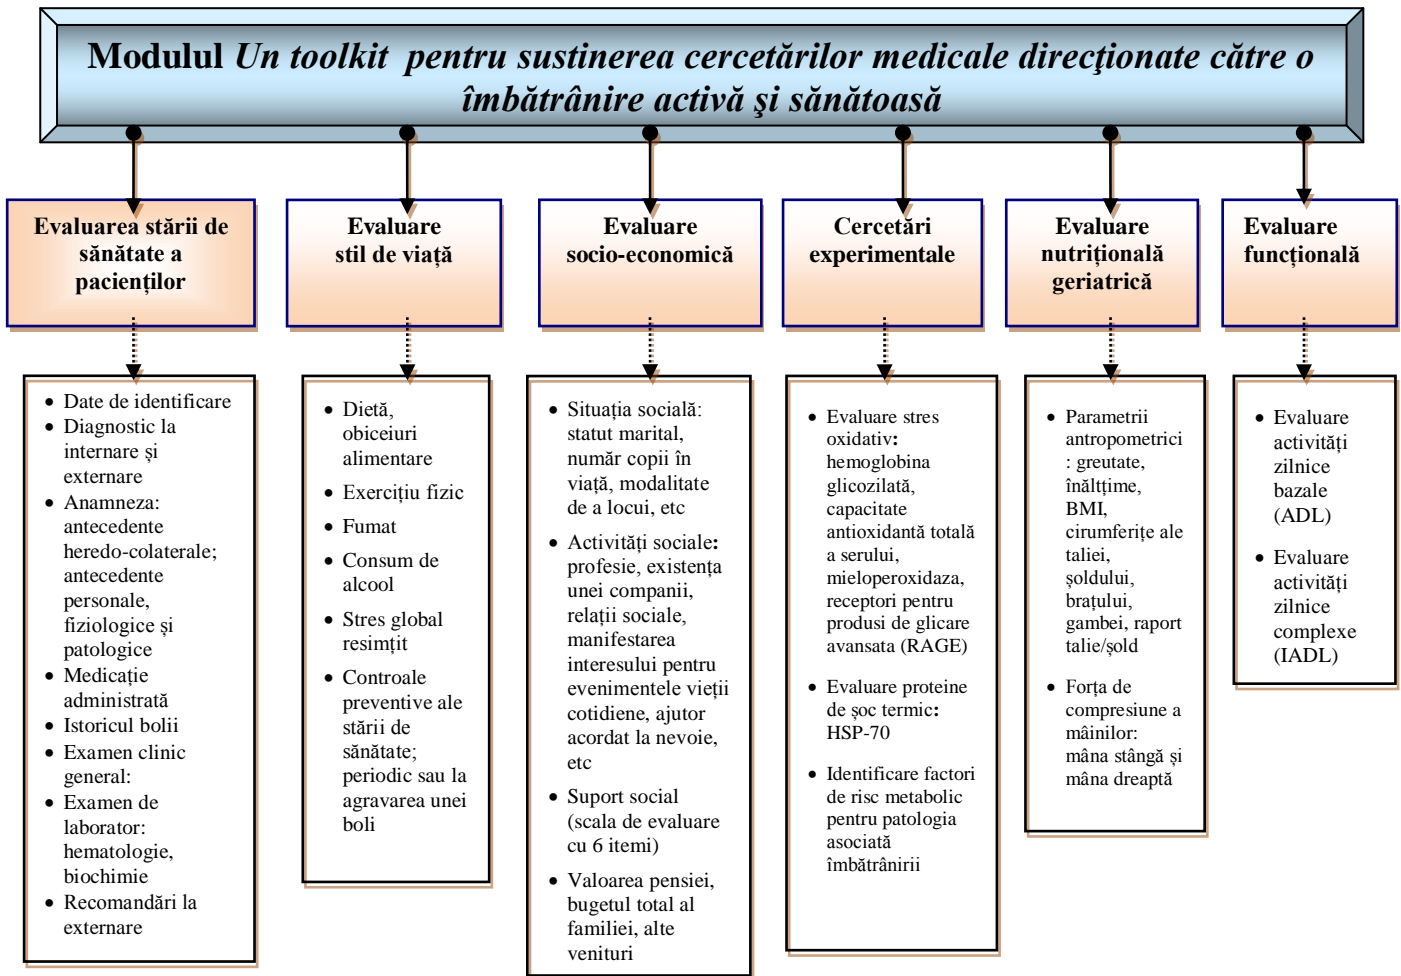 Modulul Un toolkit pentru sustinerea cercetărilor medicale direcţionate către o
îmbătrânire activă şi sănătoasă
Evaluarea stării de
sănătate a
pacienților
Evaluare
stil de viață
Evaluare
socio-economică
Cercetări
experimentale
Evaluare
nutrițională
geriatrică
Evaluare
funcțională
• Date de identificare
• Diagnostic la
internare și
externare
• Anamneza:
antecedente
heredo-colaterale;
antecedente
personale,
fiziologice și
patologice
• Medicație
administrată
• Istoricul bolii
• Examen clinic
general:
• Examen de
laborator:
hematologie,
biochimie
• Recomandări la
externare
• Dietă,
obiceiuri
alimentare
• Exercițiu fizic
• Fumat
• Consum de
alcool
• Stres global
resimțit
• Controale
preventive ale
stării de
sănătate;
periodic sau la
agravarea unei
boli
• Situația socială:
statut marital,
număr copii în
viață, modalitate
de a locui, etc
• Activități sociale:
profesie, existența
unei companii,
relații sociale,
manifestarea
interesului pentru
evenimentele vieții
cotidiene, ajutor
acordat la nevoie,
etc
• Suport social
(scala de evaluare
cu 6 itemi)
• Valoarea pensiei,
bugetul total al
familiei, alte
venituri
• Evaluare stres
oxidativ:
hemoglobina
glicozilată,
capacitate
antioxidantă totală
a serului,
mieloperoxidaza,
receptori pentru
produsi de glicare
avansata (RAGE)
• Evaluare proteine
de șoc termic:
HSP-70
• Identificare factori
de risc metabolic
pentru patologia
asociată
îmbătrânirii
• Parametrii
antropometrici
: greutate,
înălțțime,
BMI,
cirumferițe ale
taliei,
șoldului,
brațului,
gambei, raport
talie/șold
• Forța de
compresiune a
mâinilor:
mâna stângă și
mâna dreaptă
• Evaluare
activități
zilnice
bazale
(ADL)
• Evaluare
activități
zilnice
complexe
(IADL)